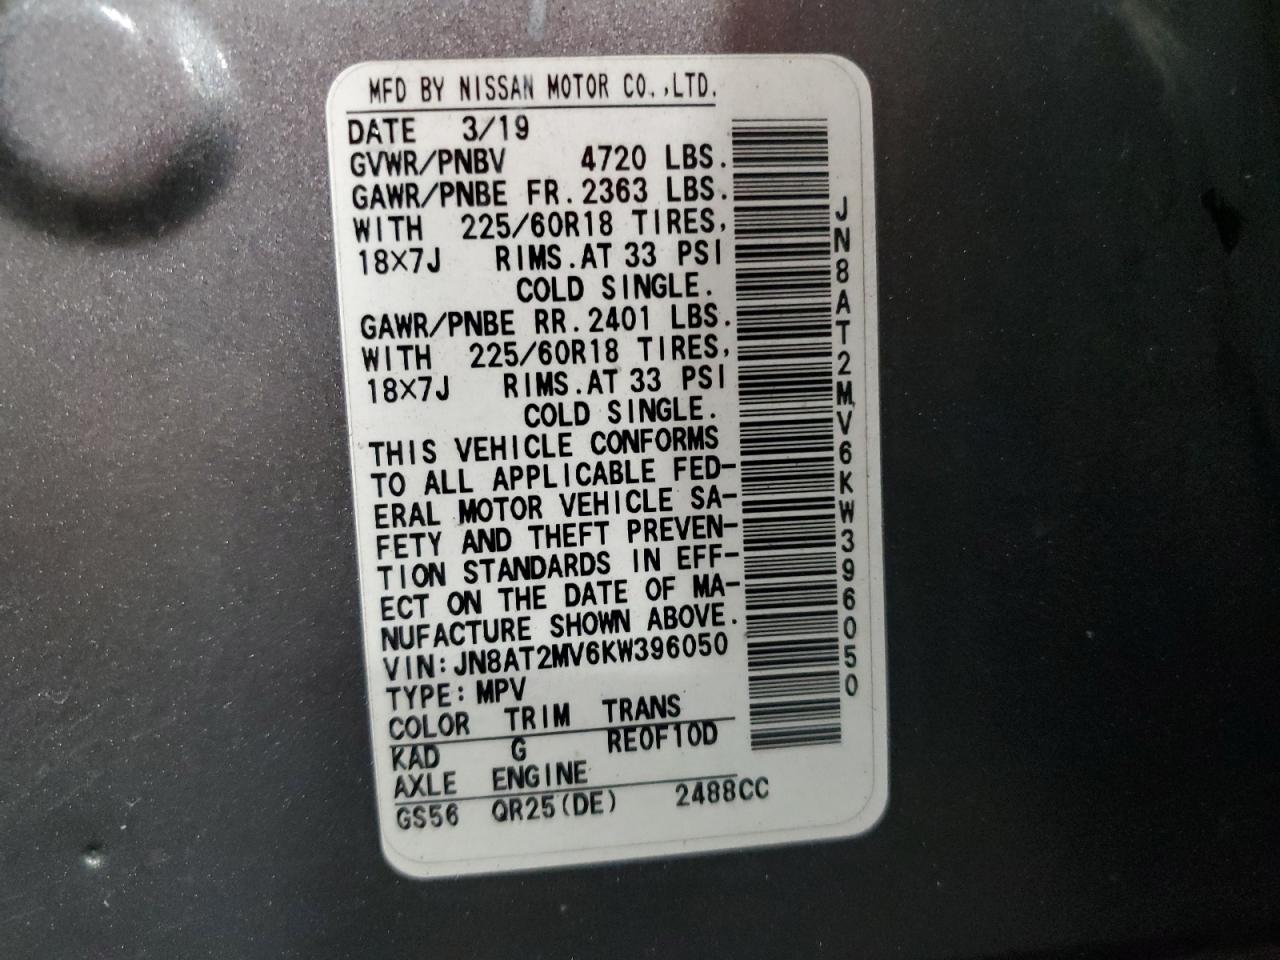 MFD BY NISSAN MOTOR CO.,LTD.
DATE 3/19
GVWR/PNBV 4720 LBS.
GAWR/PNBE FR. 2363 LBS.
WITH 225/60R18 TIRES,
18×7J RIMS.AT 33 PSI
COLD SINGLE.
GAWR/PNBE RR. 2401 LBS.
WITH 225/60R18 TIRES,
18×7J RIMS.AT 33 PSI
COLD SINGLE.
THIS VEHICLE CONFORMS
TO ALL APPLICABLE FED-
ERAL MOTOR VEHICLE SA-
FETY AND THEFT PREVEN-
TION STANDARDS IN EFF-
ECT ON THE DATE OF MA-
NUFACTURE SHOWN ABOVE.
VIN: JN8AT2MV6KW396050
TYPE: MPV
COLOR TRIM TRANS
KAD G RE0F10D
AXLE ENGINE
GS56 QR25(DE) 2488CC
JN8AT2MV6KW396050